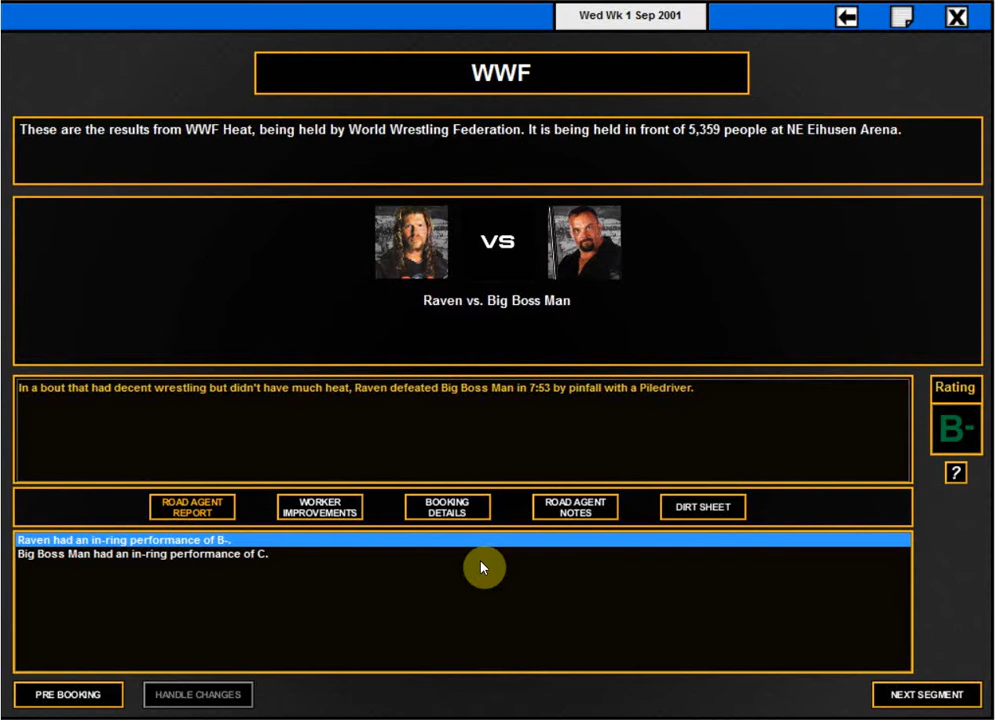 Wed Wk 1 Sep 2001
X
WWF
These are the results from WWF Heat, being held by World Wrestling Federation. It is being held in front of 5,359 people at NE Eihusen Arena.
VS
Raven vs. Big Boss Man
In a bout that had decent wrestling but didn't have much heat, Raven defeated Big Boss Man in 7:53 by pinfall with a Piledriver.
Rating
B-
?
ROAD AGENT
REPORT
WORKER
IMPROVEMENTS
BOOKING
DETAILS
ROAD AGENT
NOTES
DIRT SHEET
Raven had an in-ring performance of B-.
Big Boss Man had an in-ring performance of C.
PRE BOOKING
HANDLE CHANGES
NEXT SEGMENT